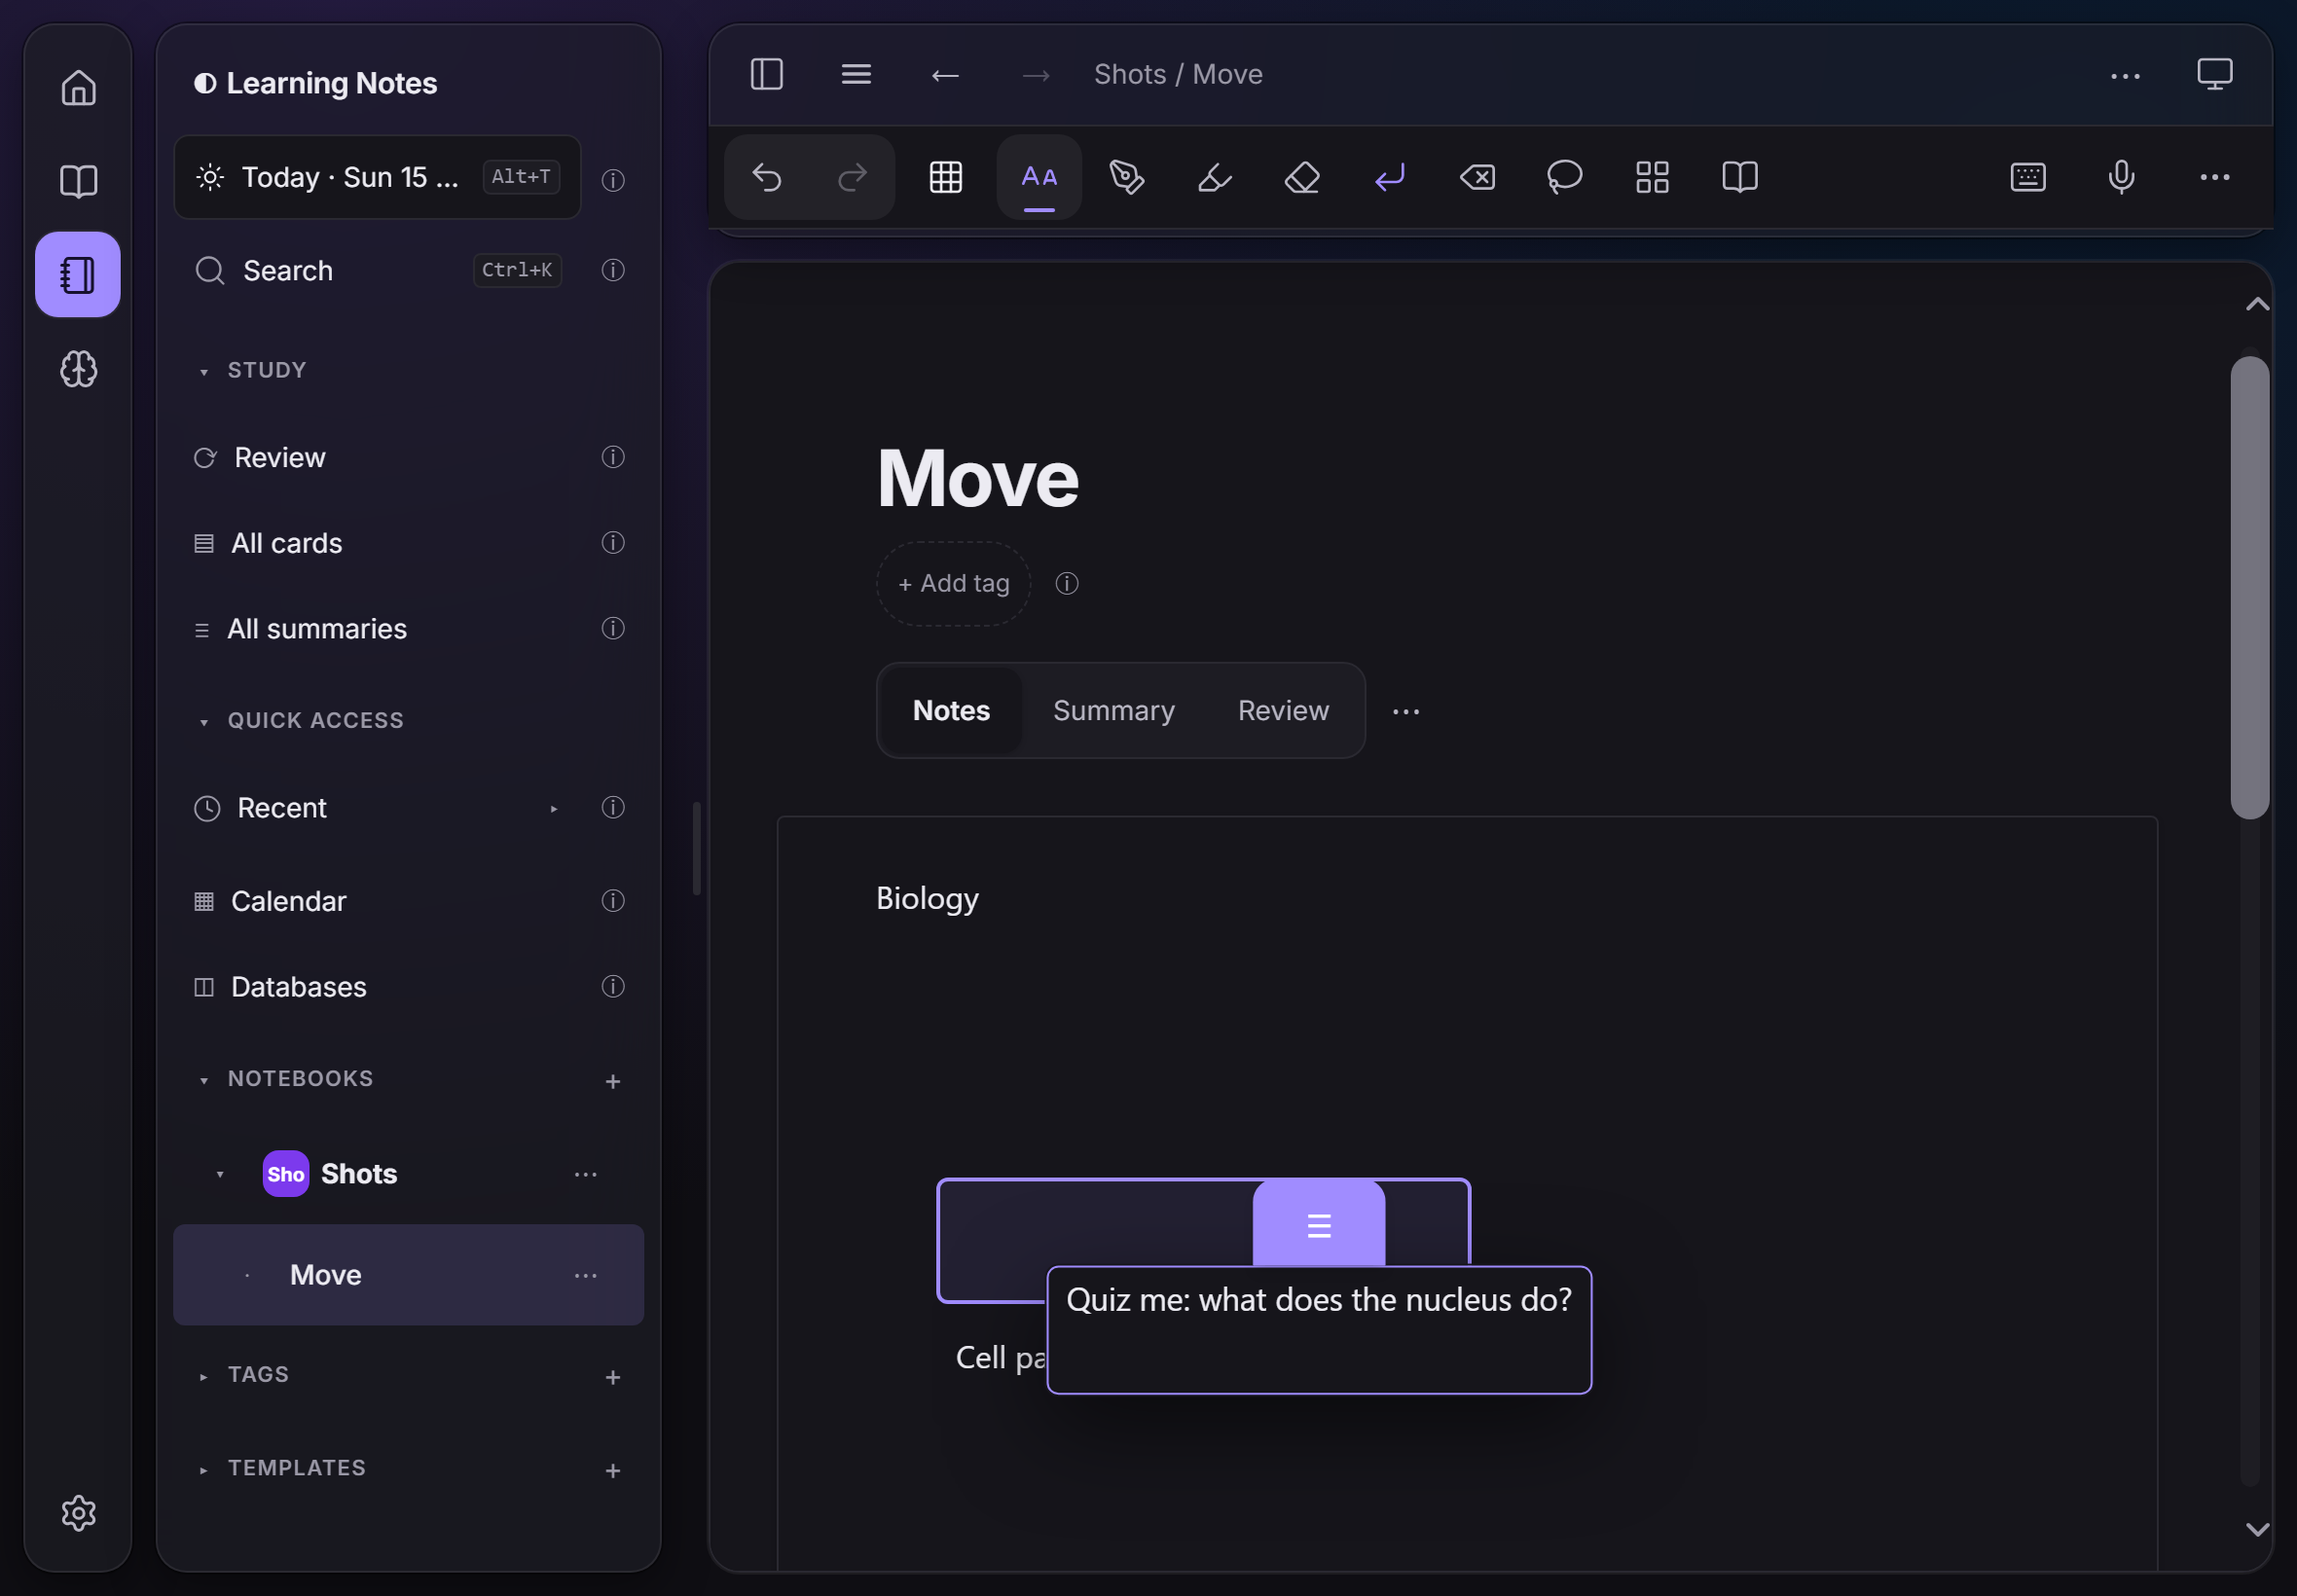 Learning Notes
Today · Sun 15 ... Alt+T
Search Ctrl+K
STUDY
Review
All cards
All summaries
QUICK ACCESS
Recent
Calendar
Databases
NOTEBOOKS +
Sho Shots ...
Move ...
TAGS +
TEMPLATES +
Shots / Move
AA
Move
+ Add tag
Notes Summary Review ...
Biology
Quiz me: what does the nucleus do?
Cell